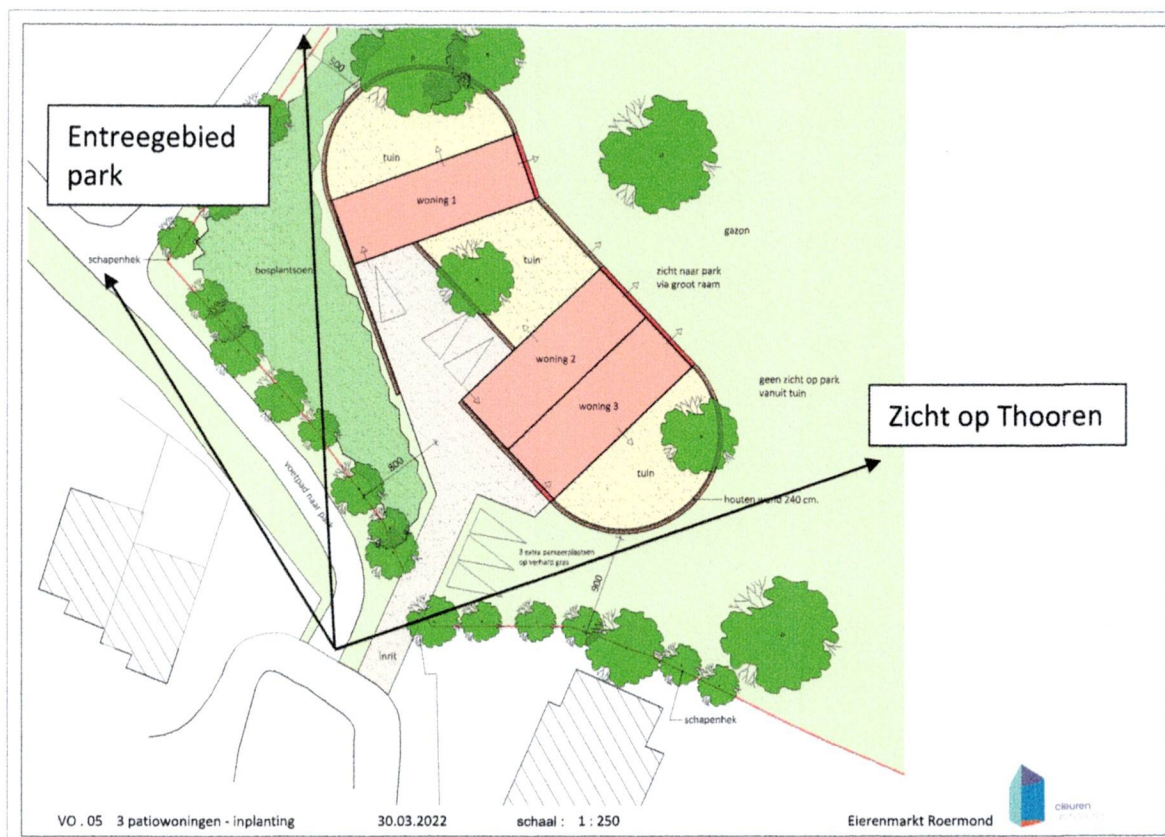 500
Entreegebied
park
tuin
woning 1
schapenhek
bosplantsoen
tuin
gazon
zicht naar park
via groot raam
woning 2
woning 3
geen zicht op park
vanuit tuin
Zicht op Thooren
800
tuin
voetpad naar park
houten wand 240 cm.
3 extra parkeerplaatsen
op verhard gras
900
inrit
schapenhek
VO . 05 3 patiowoningen - inplanting 30.03.2022 schaal : 1 : 250 Eierenmarkt Roermond
cleuren